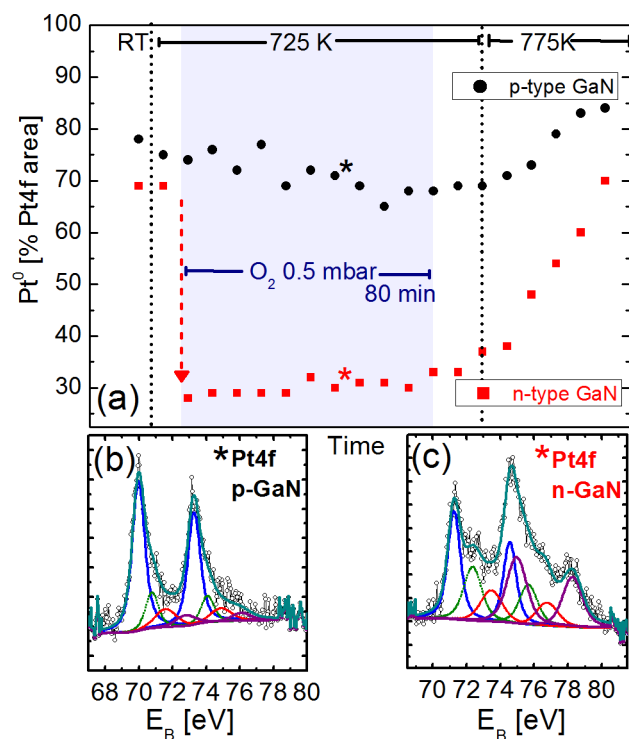 RT 725 K 775K
100
90
80
70
60
50
40
30
Pt⁰ [% Pt4f area]
p-type GaN
*
O₂ 0.5 mbar
80 min
*
(a)
n-type GaN
Time
(b)
*Pt4f
p-GaN
(c)
*Pt4f
n-GaN
68 70 72 74 76 78 80
70 72 74 76 78 80
E_B [eV]
E_B [eV]